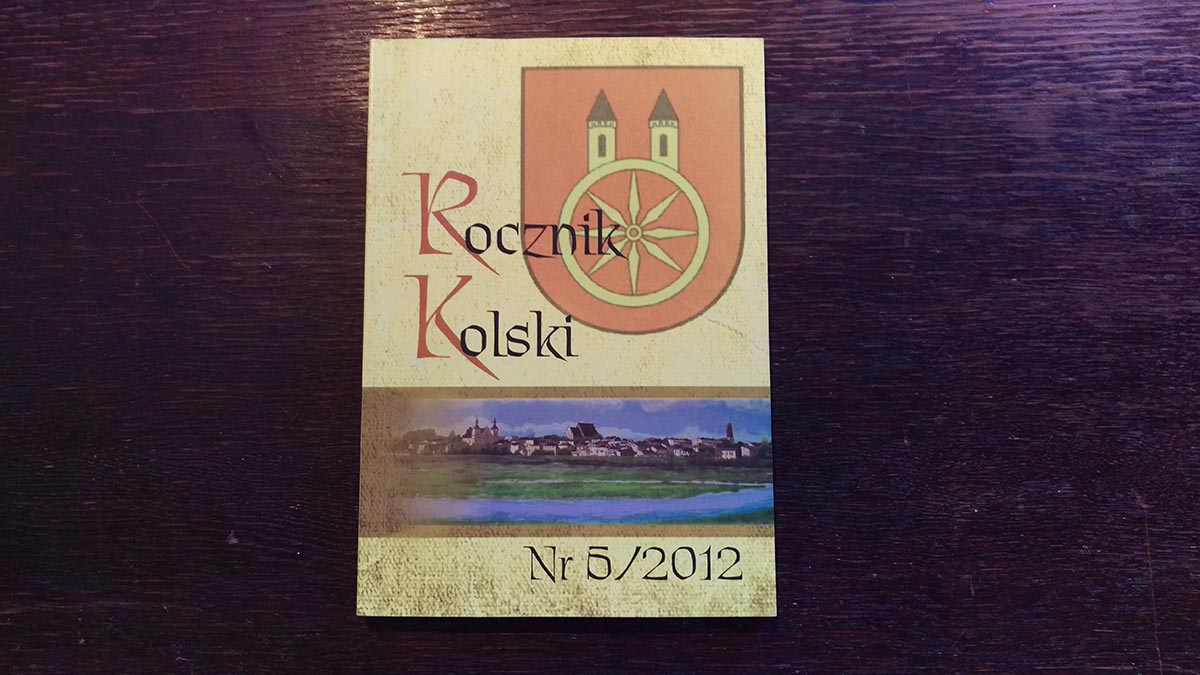 Rocznik
Kolski
Nr 5/2012